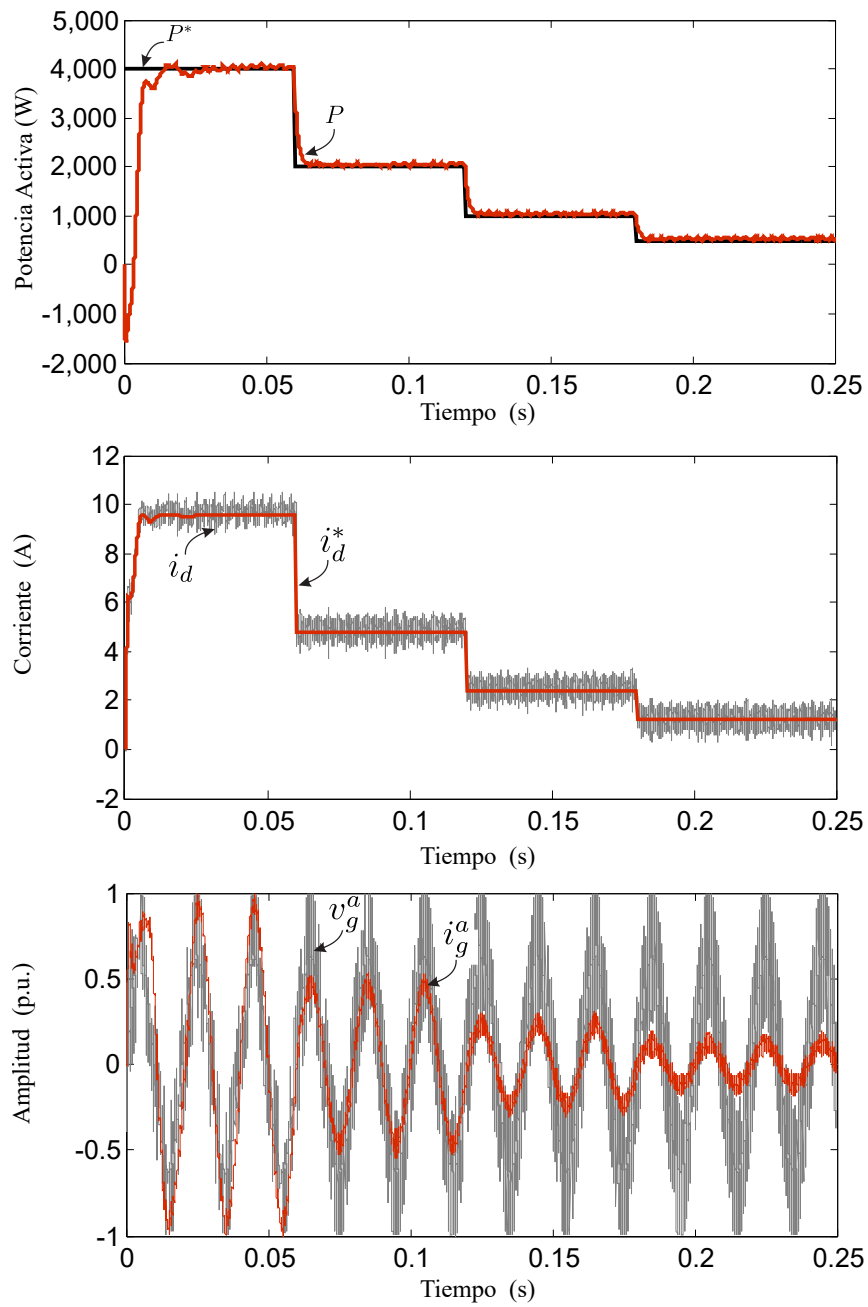 5,000
4,000
3,000
2,000
1,000
0
-1,000
-2,000
Potencia Activa (W)
P*
P
0 0.05 0.1 0.15 0.2 0.25
Tiempo (s)
12
10
8
6
4
2
0
-2
Corriente (A)
i_d
i_d^*
0 0.05 0.1 0.15 0.2 0.25
Tiempo (s)
1
0.5
0
-0.5
-1
Amplitud (p.u.)
v_g^a
i_g^a
0 0.05 0.1 0.15 0.2 0.25
Tiempo (s)